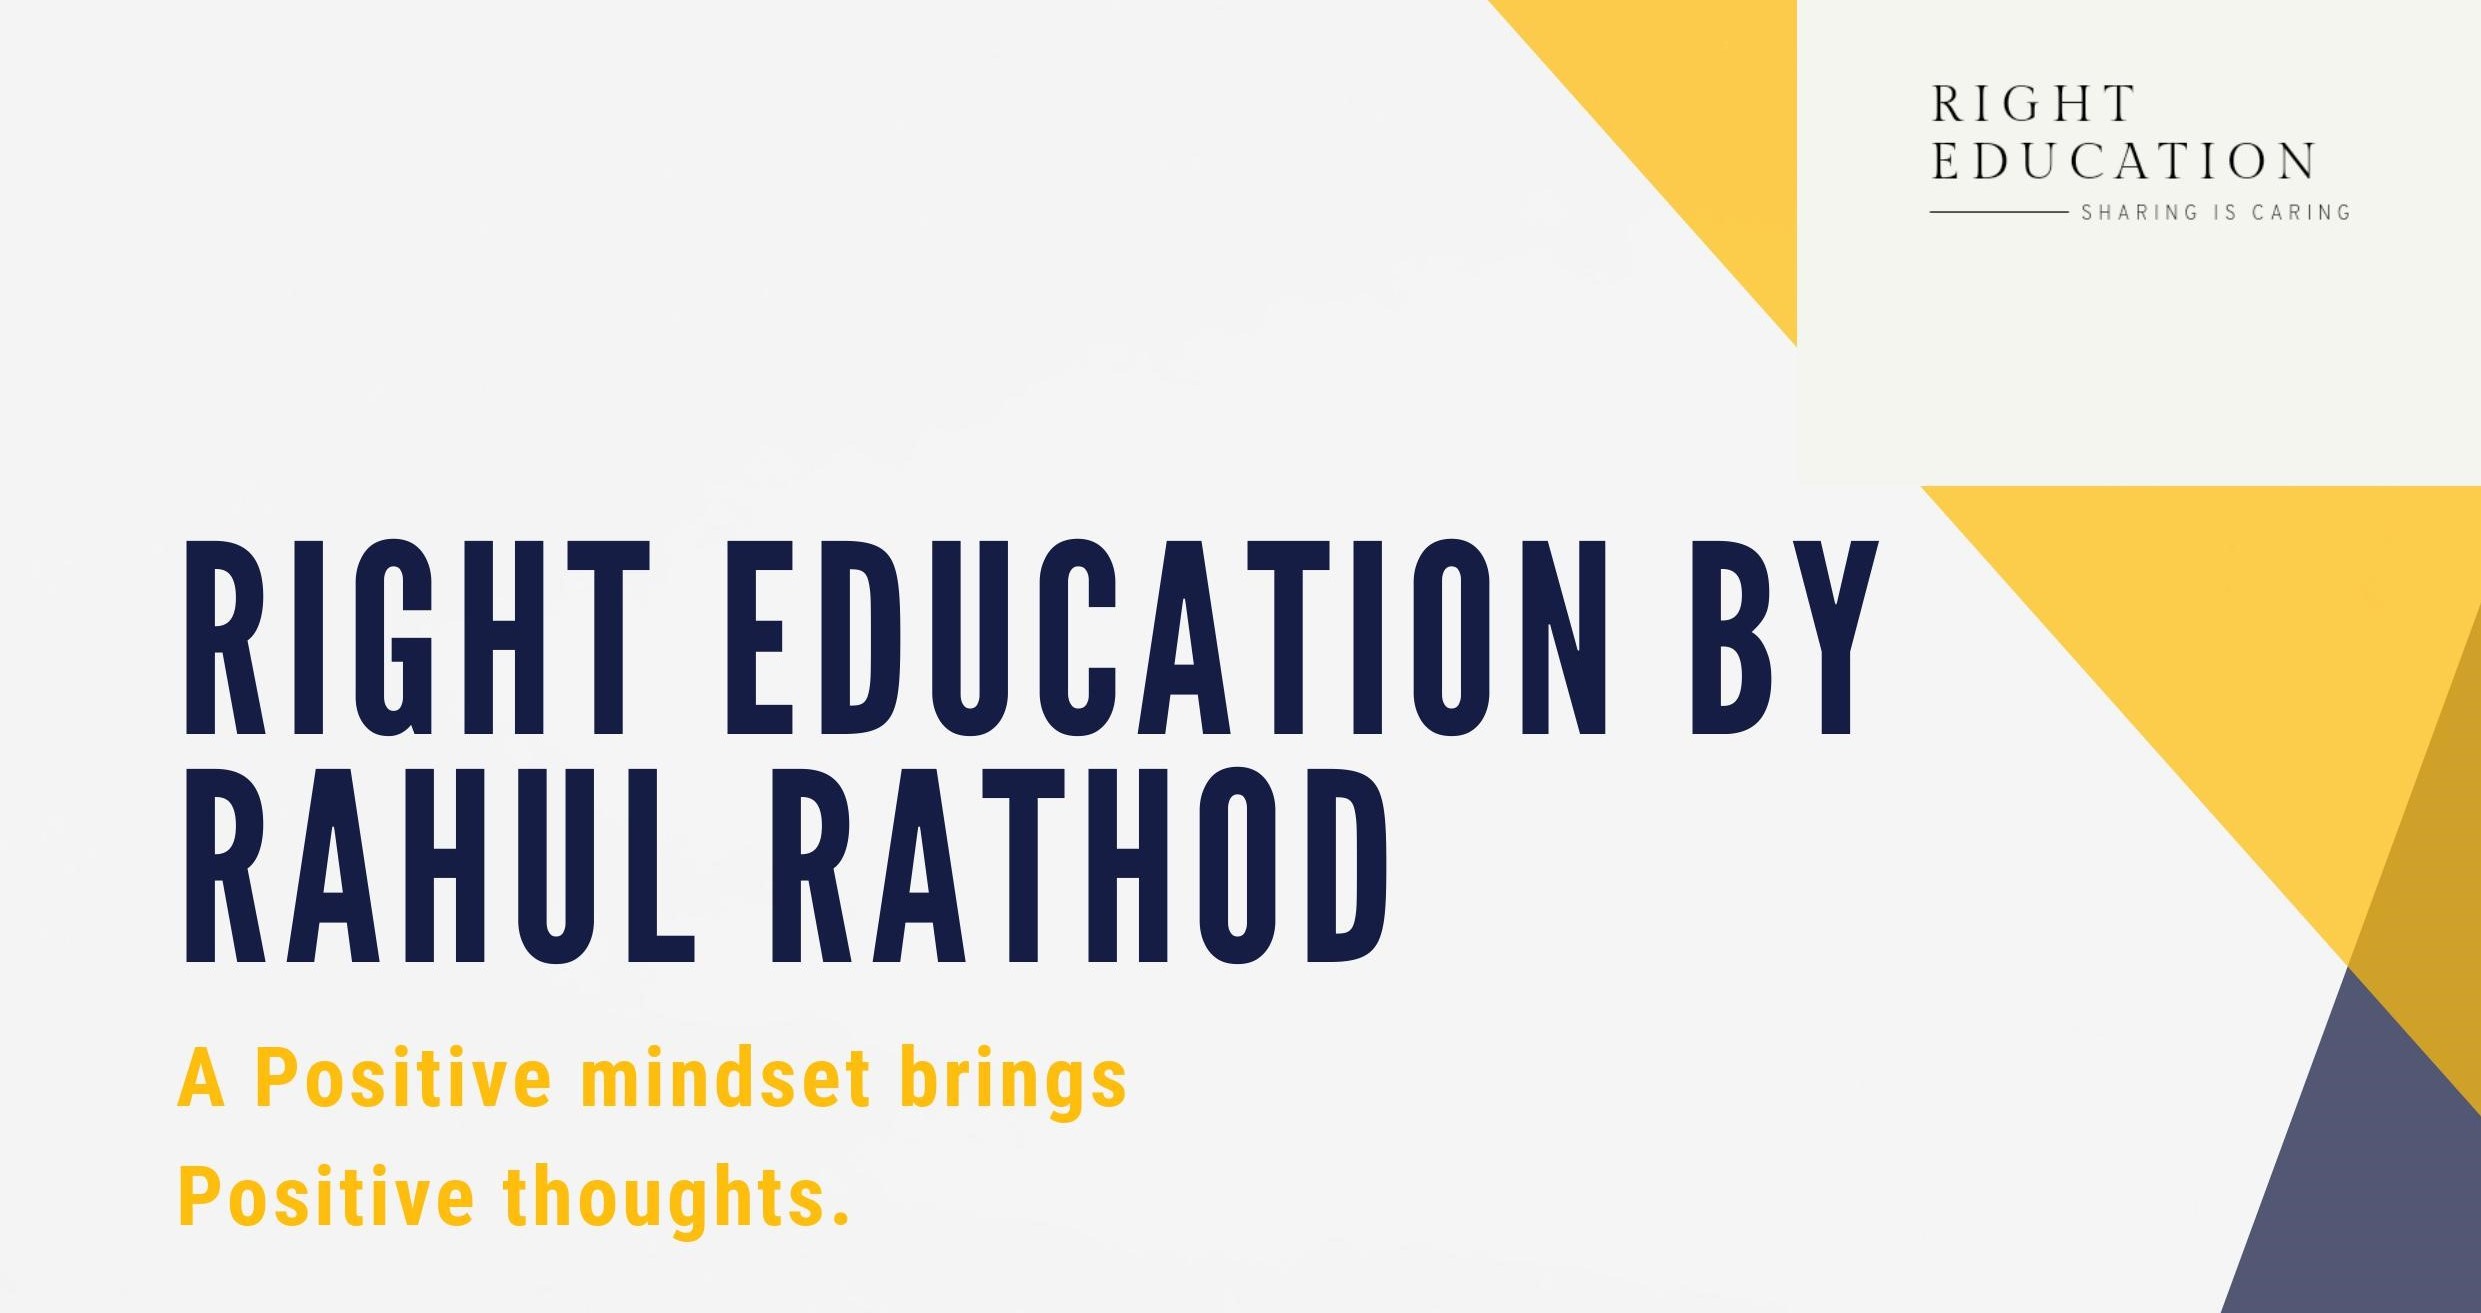 RIGHT
EDUCATION
SHARING IS CARING
RIGHT EDUCATION BY
RAHUL RATHOD
A Positive mindset brings
Positive thoughts.